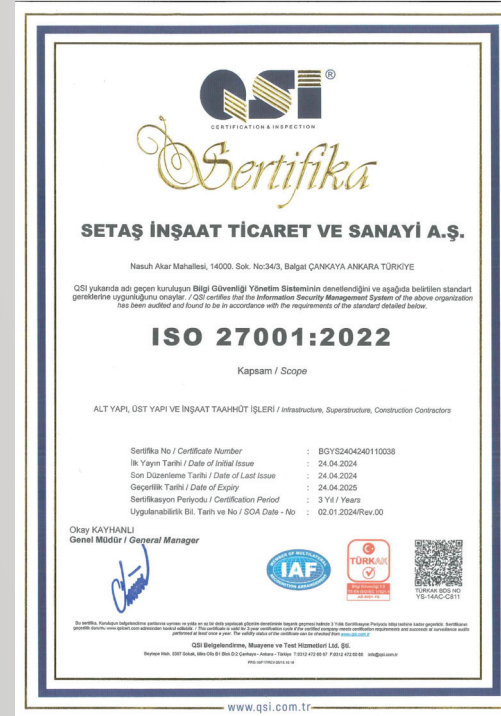 QSI®
CERTIFICATION & INSPECTION
Sertifika
SETAŞ İNŞAAT TİCARET VE SANAYİ A.Ş.
Nasuh Akar Mahallesi, 14000. Sok. No:34/3, Balgat ÇANKAYA ANKARA TÜRKİYE
QSI yukarıda adı geçen kuruluşun Bilgi Güvenliği Yönetim Sisteminin denetlendiğini ve aşağıda belirtilen standart
gereklerine uygunluğunu onaylar. / QSI certifies that the Information Security Management System of the above organization
has been audited and found to be in accordance with the requirements of the standard detailed below.
ISO 27001:2022
Kapsam / Scope
ALT YAPI, ÜST YAPI VE İNŞAAT TAAHHÜT İŞLERİ / Infrastructure, Superstructure, Construction Contractors
Sertifika No / Certificate Number : BGYS2404240110038
İlk Yayın Tarihi / Date of Initial Issue : 24.04.2024
Son Düzenleme Tarihi / Date of Last Issue : 24.04.2024
Geçerlilik Tarihi / Date of Expiry : 24.04.2025
Sertifikasyon Periyodu / Certification Period : 3 Yıl / Years
Uygulanabilirlik Bil. Tarih ve No / SOA Date - No : 02.01.2024/Rev.00
Okay KAYHANLI
Genel Müdür / General Manager
MEMBER OF MULTILATERAL
IAF
RECOGNITION ARRANGEMENT
TÜRKAK
TÜRKAK BDS NO
YS-14AC-C811
QSI Belgelendirme, Muayene ve Test Hizmetleri Ltd. Şti.
www.qsi.com.tr